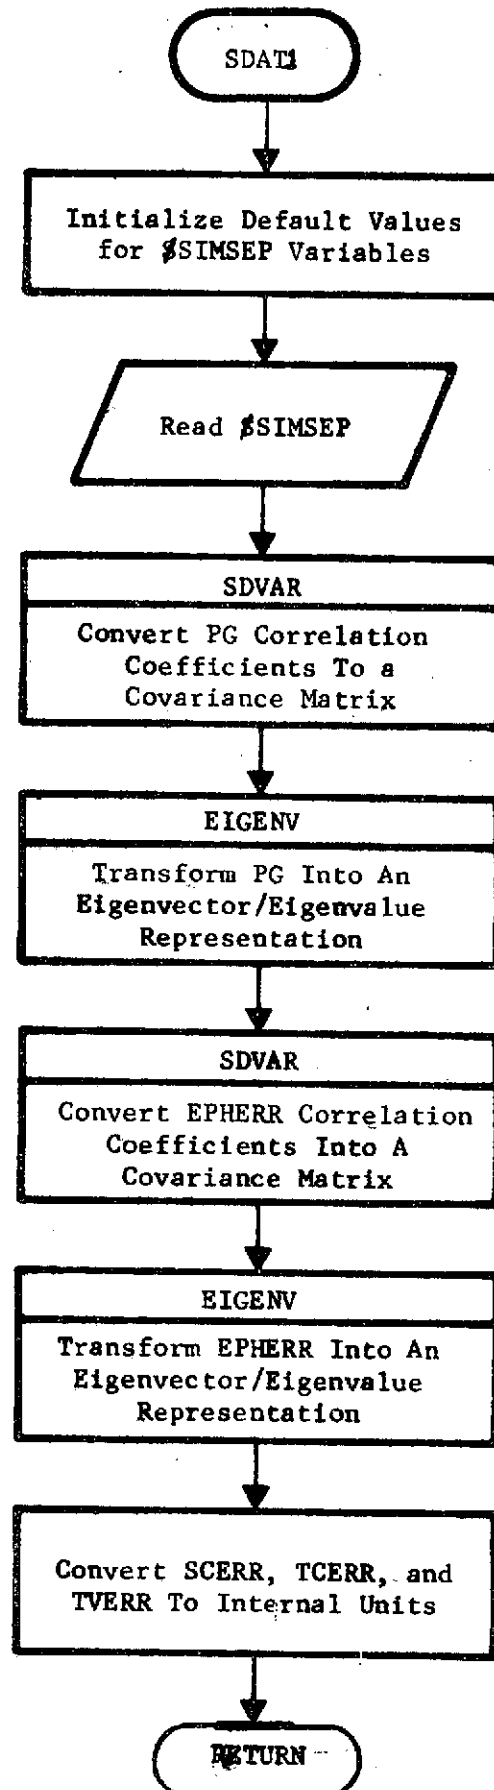 SDAT1
Initialize Default Values
for $SIMSEP Variables
Read $SIMSEP
SDVAR
Convert PG Correlation
Coefficients To a
Covariance Matrix
EIGENV
Transform PG Into An
Eigenvector/Eigenvalue
Representation
SDVAR
Convert EPHERR Correlation
Coefficients Into A
Covariance Matrix
EIGENV
Transform EPHERR Into An
Eigenvector/Eigenvalue
Representation
Convert SCERR, TCERR, and
TVERR To Internal Units
RETURN